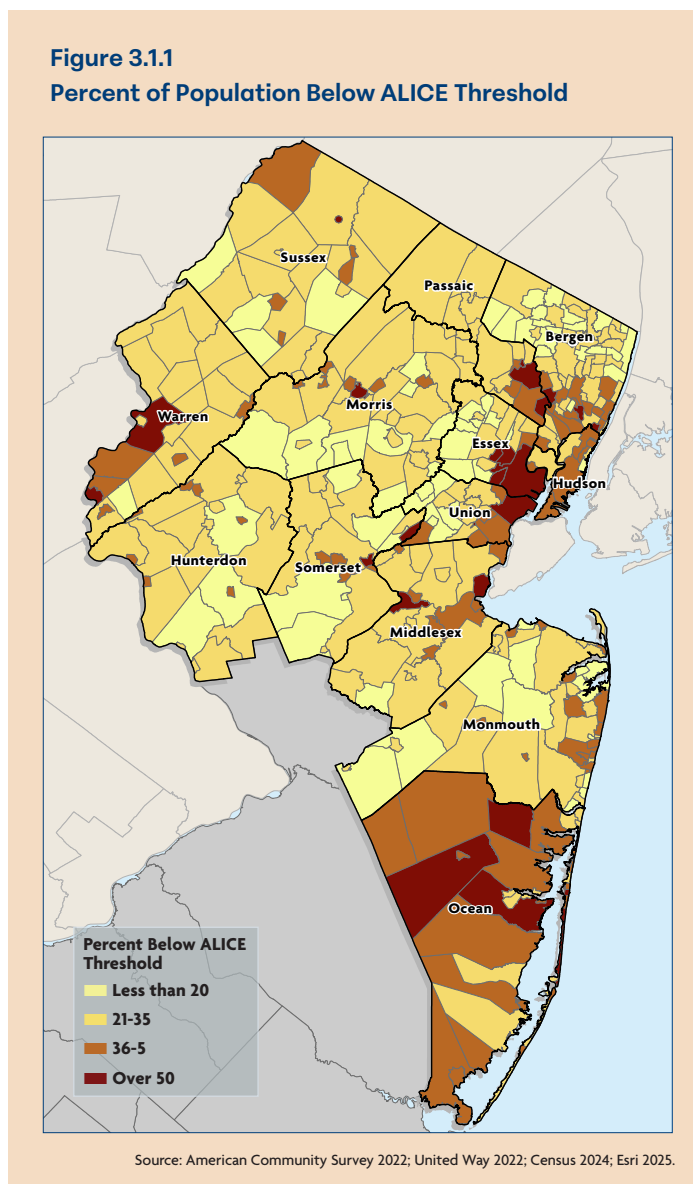 Figure 3.1.1
Percent of Population Below ALICE Threshold
Sussex
Passaic
Bergen
Morris
Warren
Essex
Hudson
Union
Hunterdon
Somerset
Middlesex
Monmouth
Ocean
Percent Below ALICE
Threshold
Less than 20
21-35
36-5
Over 50
Source: American Community Survey 2022; United Way 2022; Census 2024; Esri 2025.